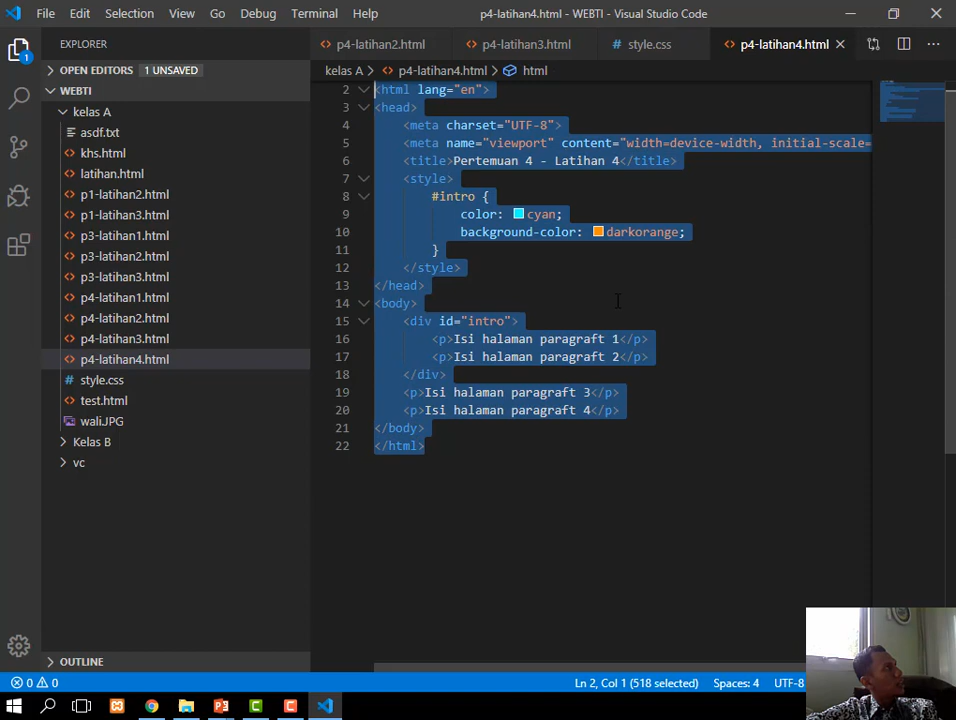 File Edit Selection View Go Debug Terminal Help p4-latihan4.html - WEBTI - Visual Studio Code
EXPLORER
p4-latihan2.html p4-latihan3.html # style.css p4-latihan4.html
OPEN EDITORS 1 UNSAVED
kelas A > p4-latihan4.html > html
WEBTI
kelas A
asdf.txt
khs.html
latihan.html
p1-latihan2.html
p1-latihan3.html
p3-latihan1.html
p3-latihan2.html
p3-latihan3.html
p4-latihan1.html
p4-latihan2.html
p4-latihan3.html
p4-latihan4.html
# style.css
test.html
wali.JPG
Kelas B
vc
OUTLINE
2 <html lang="en">
3 <head>
4 <meta charset="UTF-8">
5 <meta name="viewport" content="width=device-width, initial-scale=
6 <title>Pertemuan 4 - Latihan 4</title>
7 <style>
8 #intro {
9 color: cyan;
10 background-color: darkorange;
11 }
12 </style>
13 </head>
14 <body>
15 <div id="intro">
16 <p>Isi halaman paragraft 1</p>
17 <p>Isi halaman paragraft 2</p>
18 </div>
19 <p>Isi halaman paragraft 3</p>
20 <p>Isi halaman paragraft 4</p>
21 </body>
22 </html>
0 0 Ln 2, Col 1 (518 selected) Spaces: 4 UTF-8